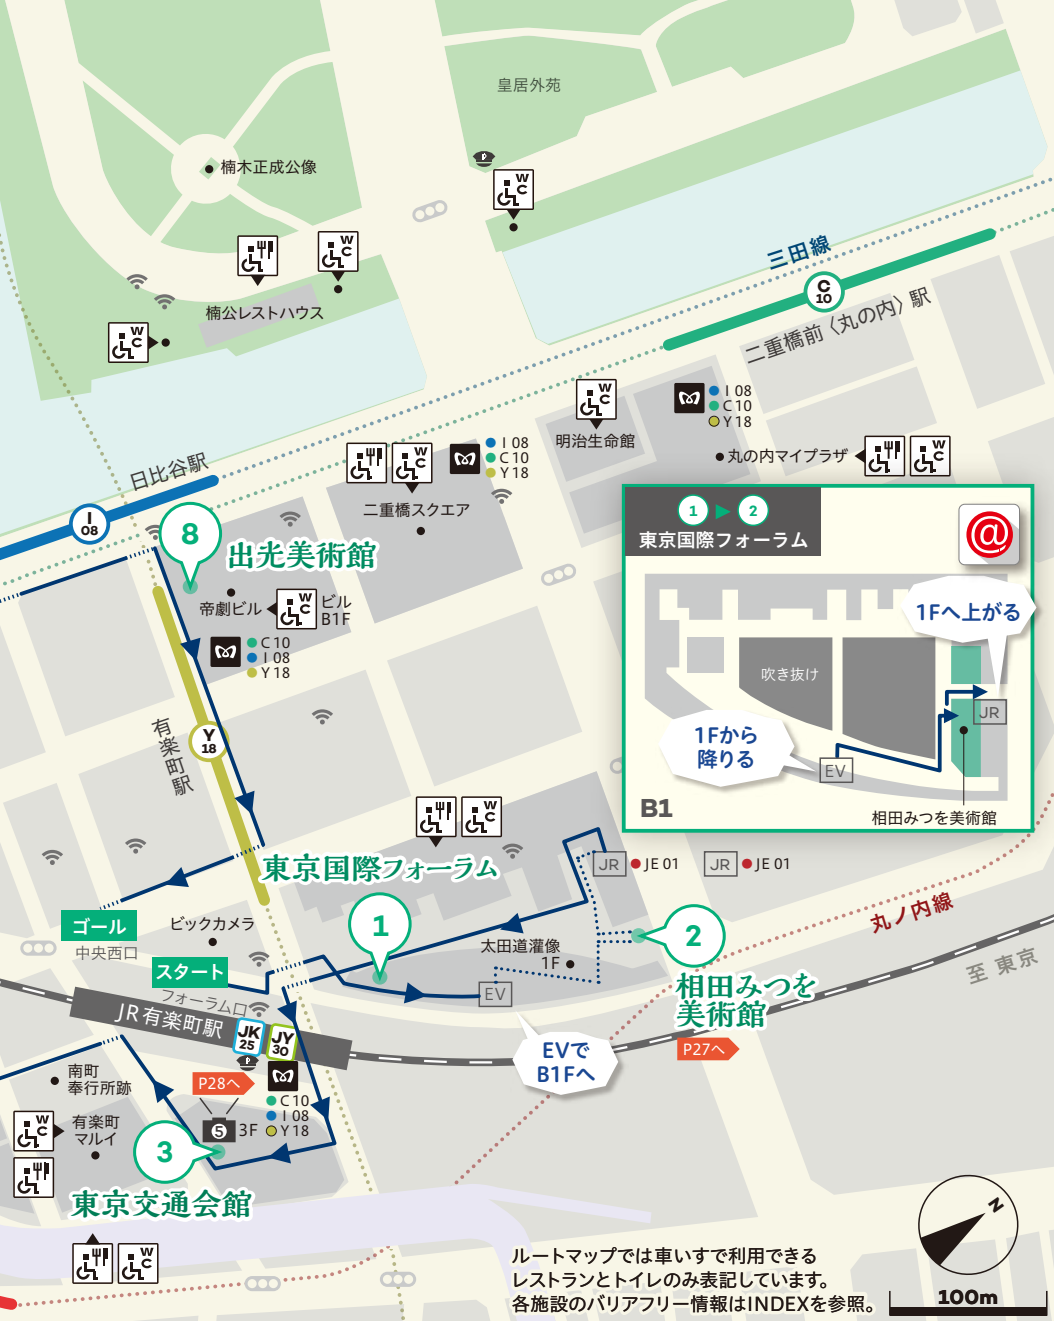 皇居外苑
楠木正成公像
W
C
W
C
楠公レストハウス
W
C
三田線
C
10
二重橋前〈丸の内〉駅
W
C
I 08
C 10
Y 18
明治生命館
丸の内マイプラザ
W
C
日比谷駅
I
08
W
C
I 08
C 10
Y 18
二重橋スクエア
8
出光美術館
帝劇ビル
W
C
ビル
B1F
C 10
I 08
Y 18
1
2
東京国際フォーラム
@
1Fへ上がる
吹き抜け
JR
1Fから
降りる
EV
B1
相田みつを美術館
有楽町駅
Y
18
W
C
東京国際フォーラム
JR
JE 01
JR
JE 01
丸ノ内線
ゴール
中央西口
ビックカメラ
スタート
フォーラム口
1
太田道灌像
1F
2
EV
相田みつを
美術館
P27へ
至 東京
JR有楽町駅
JK
25
JY
30
EVで
B1Fへ
南町
奉行所跡
P28へ
C 10
I 08
Y 18
5
3F
W
C
有楽町
マルイ
3
東京交通会館
W
C
N
ルートマップでは車いすで利用できる
レストランとトイレのみ表記しています。
各施設のバリアフリー情報はINDEXを参照。
100m